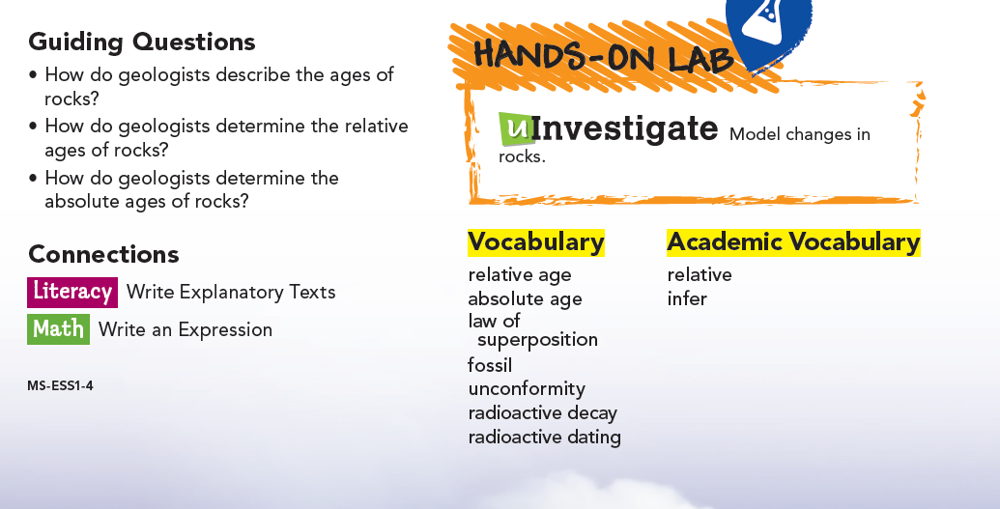 Guiding Questions
• How do geologists describe the ages of
rocks?
• How do geologists determine the relative
ages of rocks?
• How do geologists determine the
absolute ages of rocks?
Connections
Literacy Write Explanatory Texts
Math Write an Expression
MS-ESS1-4
HANDS-ON LAB
uInvestigate Model changes in
rocks.
Vocabulary
relative age
absolute age
law of
superposition
fossil
unconformity
radioactive decay
radioactive dating
Academic Vocabulary
relative
infer